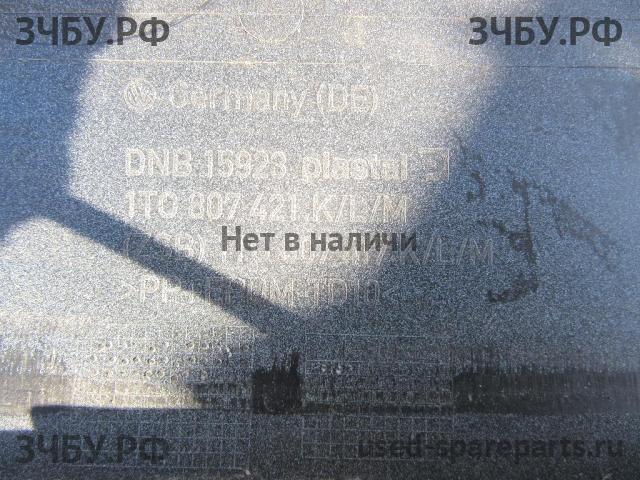 ЗЧБУ.РФ ЗЧБУ.РФ
Germany (DE)
DNB 15923 plastal
1T0 807 421 K/L/M
Нет в наличи
K/L/M
ЗЧБУ.РФ used-spareparts.ru